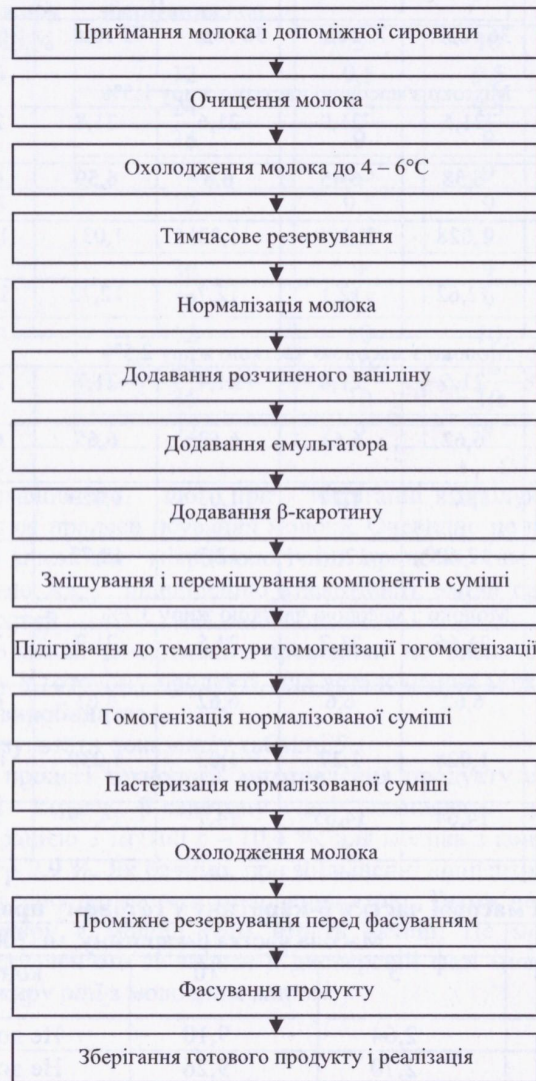 Приймання молока і допоміжної сировини
Очищення молока
Охолодження молока до 4 – 6°С
Тимчасове резервування
Нормалізація молока
Додавання розчиненого ваніліну
Додавання емульгатора
Додавання β-каротину
Змішування і перемішування компонентів суміші
Підігрівання до температури гомогенізації гогомогенізації
Гомогенізація нормалізованої суміші
Пастеризація нормалізованої суміші
Охолодження молока
Проміжне резервування перед фасуванням
Фасування продукту
Зберігання готового продукту і реалізація